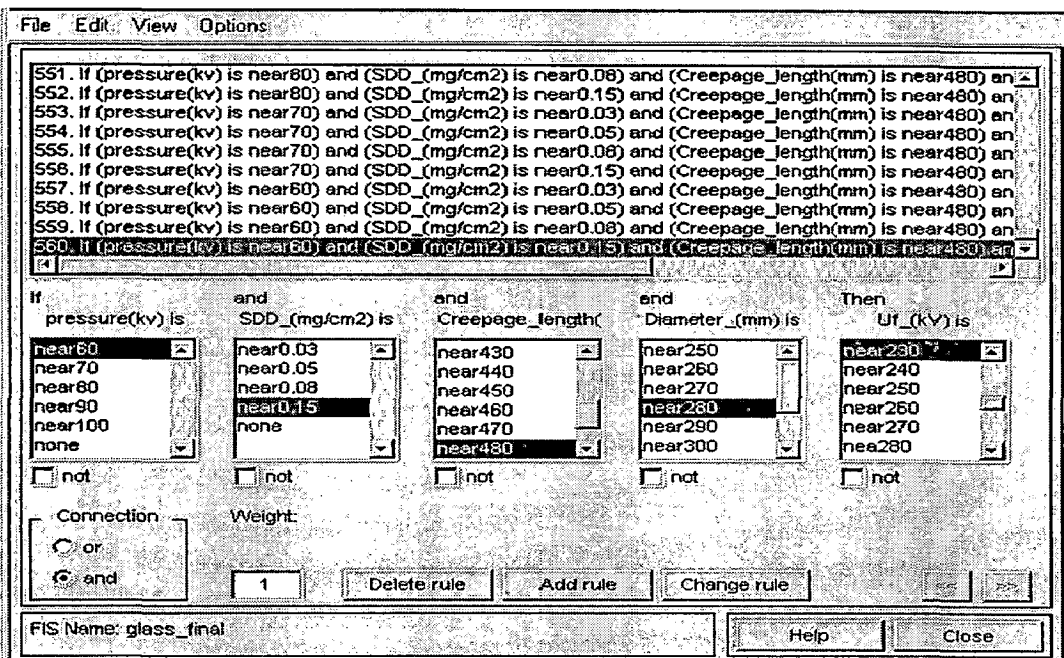 File Edit View Options
551. If (pressure(kv) is near80) and (SDD_(mg/cm2) is near0.08) and (Creepage_length(mm) is near480) an
552. If (pressure(kv) is near80) and (SDD_(mg/cm2) is near0.15) and (Creepage_length(mm) is near480) an
553. If (pressure(kv) is near70) and (SDD_(mg/cm2) is near0.03) and (Creepage_length(mm) is near480) an
554. If (pressure(kv) is near70) and (SDD_(mg/cm2) is near0.05) and (Creepage_length(mm) is near480) an
555. If (pressure(kv) is near70) and (SDD_(mg/cm2) is near0.08) and (Creepage_length(mm) is near480) an
556. If (pressure(kv) is near70) and (SDD_(mg/cm2) is near0.15) and (Creepage_length(mm) is near480) an
557. If (pressure(kv) is near60) and (SDD_(mg/cm2) is near0.03) and (Creepage_length(mm) is near480) an
558. If (pressure(kv) is near60) and (SDD_(mg/cm2) is near0.05) and (Creepage_length(mm) is near480) an
559. If (pressure(kv) is near60) and (SDD_(mg/cm2) is near0.08) and (Creepage_length(mm) is near480) an
560. If (pressure(kv) is near60) and (SDD_(mg/cm2) is near0.15) and (Creepage_length(mm) is near480) an
If and and and Then
pressure(kv) is SDD_(mg/cm2) is Creepage_length( Diameter_(mm) is Uf_(kV) is
near60 near0.03 near430 near250 near230
near70 near0.05 near440 near260 near240
near80 near0.08 near450 near270 near250
near90 near0.15 near460 near280 near260
near100 none near470 near290 near270
none near480 near300 nea280
not not not not not
Connection Weight:
or
and 1 Delete rule Add rule Change rule << >>
FIS Name: glass_final Help Close